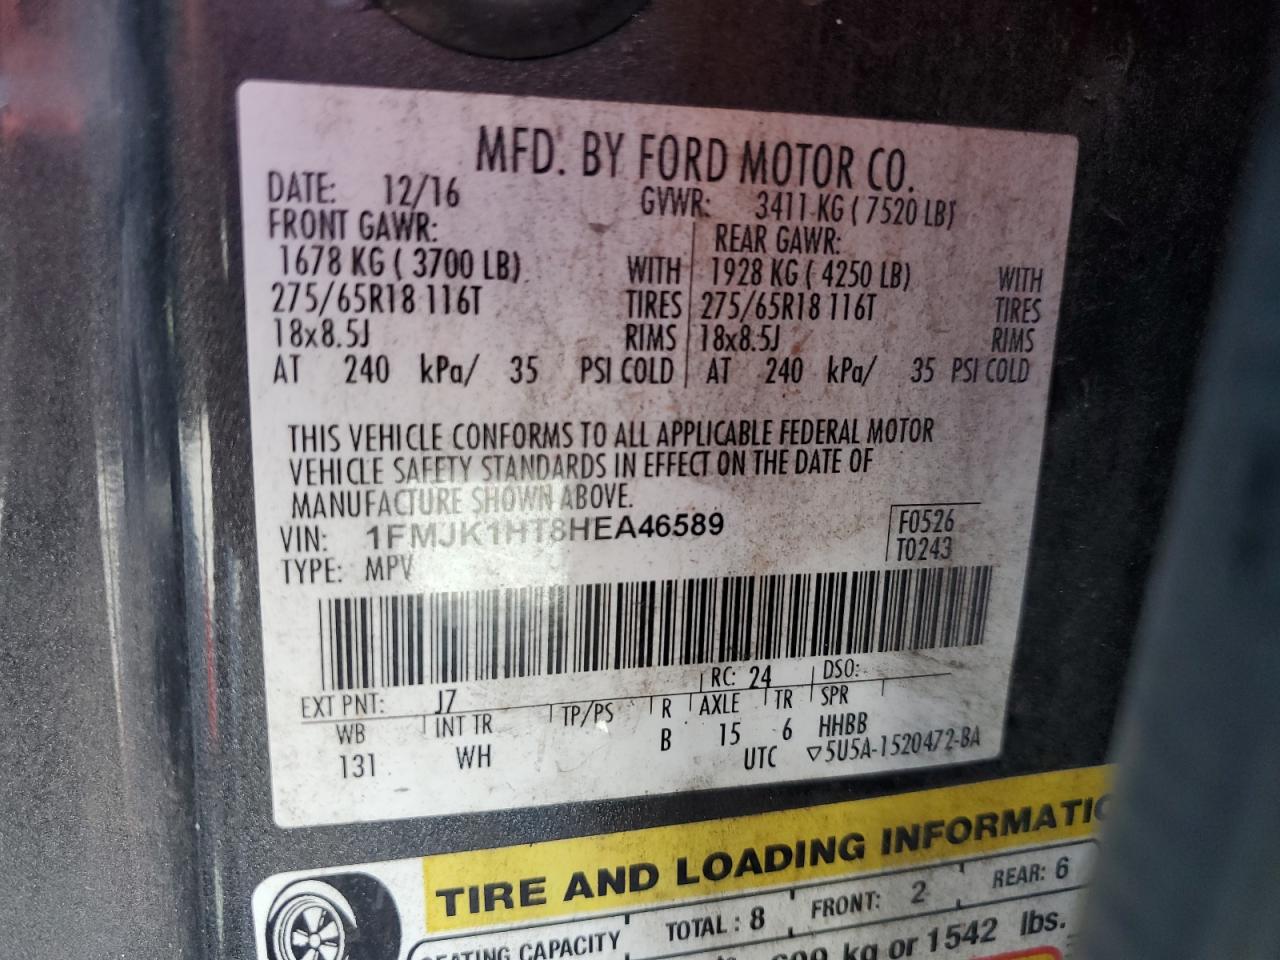 MFD. BY FORD MOTOR CO.
DATE: 12/16 GVWR: 3411 KG ( 7520 LB)
FRONT GAWR: REAR GAWR:
1678 KG ( 3700 LB) WITH 1928 KG ( 4250 LB) WITH
275/65R18 116T TIRES 275/65R18 116T TIRES
18x8.5J RIMS 18x8.5J RIMS
AT 240 kPa/ 35 PSI COLD AT 240 kPa/ 35 PSI COLD
THIS VEHICLE CONFORMS TO ALL APPLICABLE FEDERAL MOTOR
VEHICLE SAFETY STANDARDS IN EFFECT ON THE DATE OF
MANUFACTURE SHOWN ABOVE.
VIN: 1FMJK1HT8HEA46589 F0526
TYPE: MPV T0243
EXT PNT: J7 RC: 24 DSO:
WB INT TR TP/PS R AXLE TR SPR
131 WH B 15 6 HHBB
UTC ▽5U5A-1520472-BA
TIRE AND LOADING
SEATING CAPACITY TOTAL : 8 FRONT: 2 REAR: 6
kg or 1542 lbs.